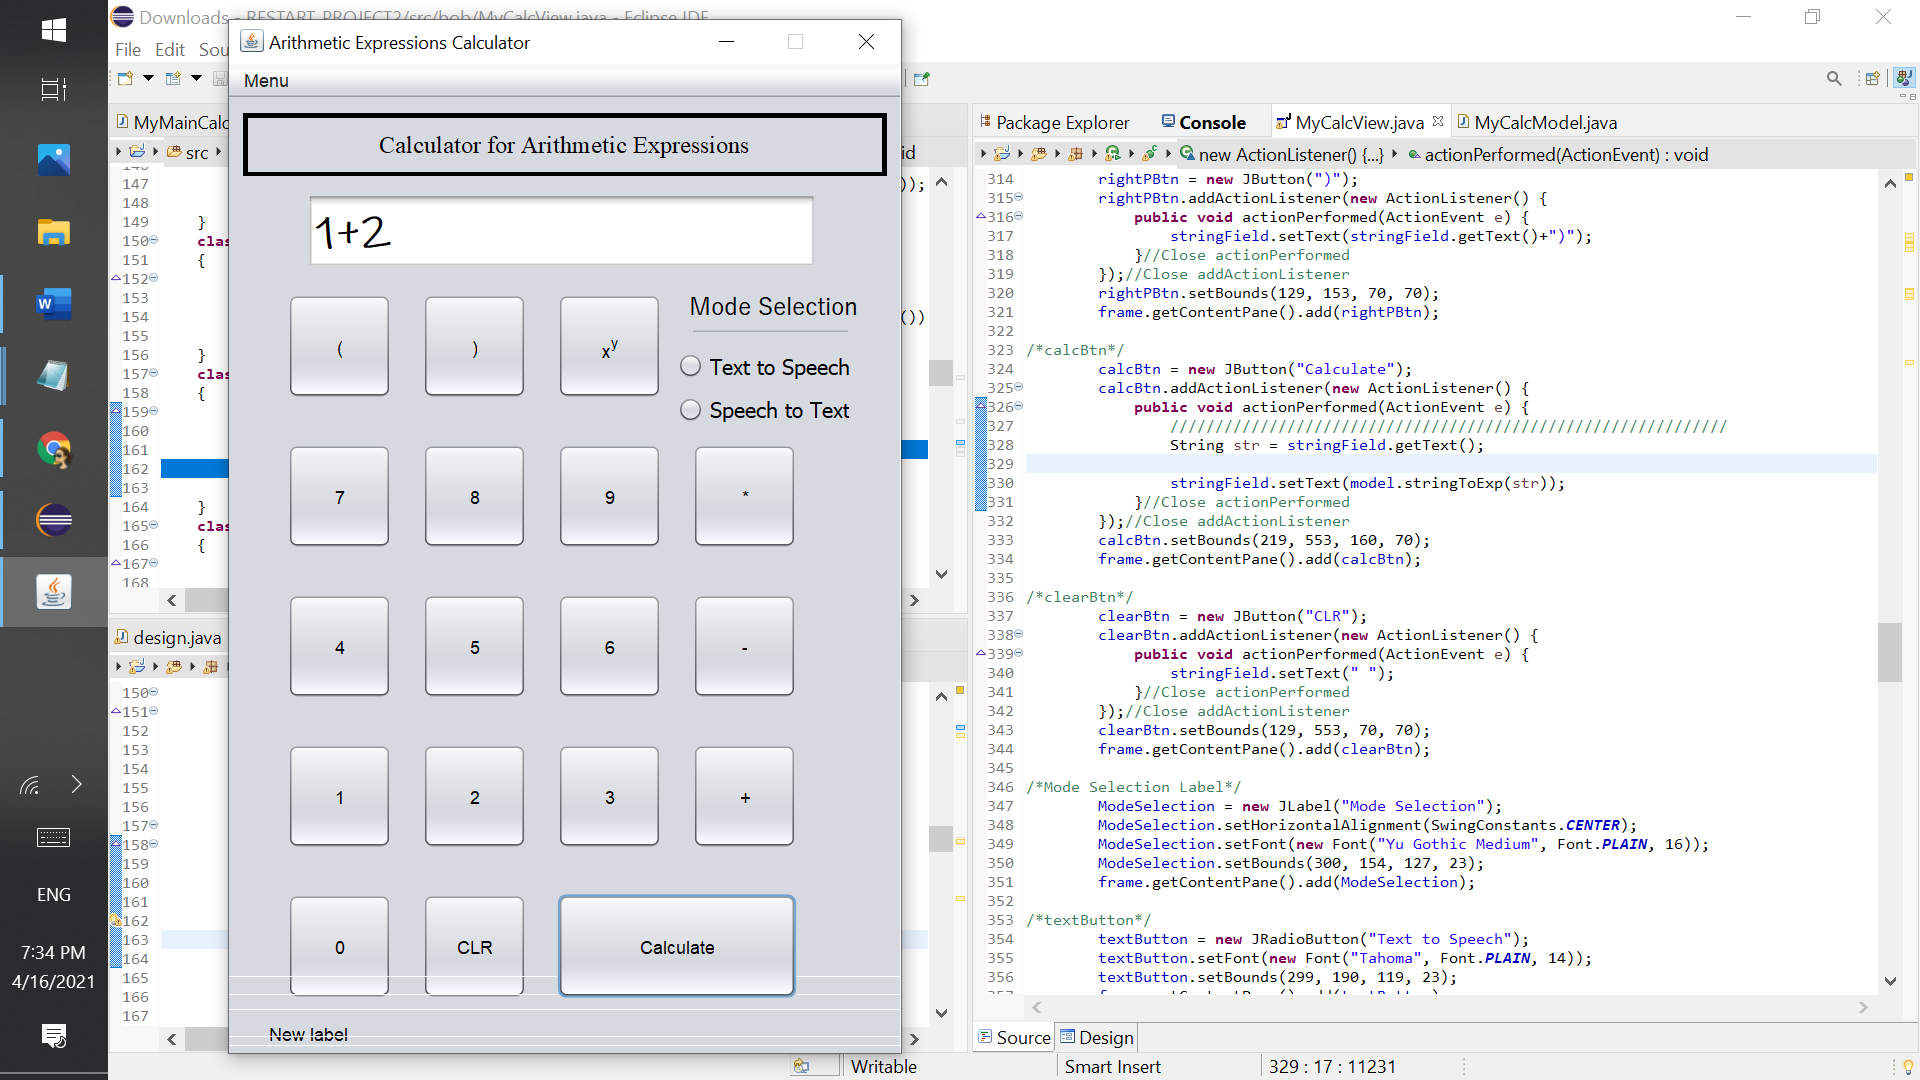 Downloads - RESTART_PROJECT2/src/bob/MyCalcView.java - Eclipse IDE
File Edit Sou
Arithmetic Expressions Calculator
Menu
Calculator for Arithmetic Expressions
1+2
( ) xʸ
Mode Selection
Text to Speech
Speech to Text
7 8 9 *
4 5 6 -
1 2 3 +
0 CLR Calculate
New label
MyMainCalc
src
id
147 ));
148
149 }
150 clas
151 {
152
153
154 ())
155
156 }
157 clas
158 {
159
160
161
162
163
164 }
165 clas
166 {
167
168
design.java
150
151
152
153
154
155
156
157
158
159
160
161
162
163
164
165
166
167
Package Explorer Console MyCalcView.java MyCalcModel.java
new ActionListener() {...} actionPerformed(ActionEvent) : void
314 rightPBtn = new JButton(")");
315 rightPBtn.addActionListener(new ActionListener() {
316 public void actionPerformed(ActionEvent e) {
317 stringField.setText(stringField.getText()+")");
318 }//Close actionPerformed
319 });//Close addActionListener
320 rightPBtn.setBounds(129, 153, 70, 70);
321 frame.getContentPane().add(rightPBtn);
322
323 /*calcBtn*/
324 calcBtn = new JButton("Calculate");
325 calcBtn.addActionListener(new ActionListener() {
326 public void actionPerformed(ActionEvent e) {
327 //////////////////////////////////////////////////////////////
328 String str = stringField.getText();
329
330 stringField.setText(model.stringToExp(str));
331 }//Close actionPerformed
332 });//Close addActionListener
333 calcBtn.setBounds(219, 553, 160, 70);
334 frame.getContentPane().add(calcBtn);
335
336 /*clearBtn*/
337 clearBtn = new JButton("CLR");
338 clearBtn.addActionListener(new ActionListener() {
339 public void actionPerformed(ActionEvent e) {
340 stringField.setText(" ");
341 }//Close actionPerformed
342 });//Close addActionListener
343 clearBtn.setBounds(129, 553, 70, 70);
344 frame.getContentPane().add(clearBtn);
345
346 /*Mode Selection Label*/
347 ModeSelection = new JLabel("Mode Selection");
348 ModeSelection.setHorizontalAlignment(SwingConstants.CENTER);
349 ModeSelection.setFont(new Font("Yu Gothic Medium", Font.PLAIN, 16));
350 ModeSelection.setBounds(300, 154, 127, 23);
351 frame.getContentPane().add(ModeSelection);
352
353 /*textButton*/
354 textButton = new JRadioButton("Text to Speech");
355 textButton.setFont(new Font("Tahoma", Font.PLAIN, 14));
356 textButton.setBounds(299, 190, 119, 23);
Source Design
Writable Smart Insert 329 : 17 : 11231
ENG
7:34 PM
4/16/2021